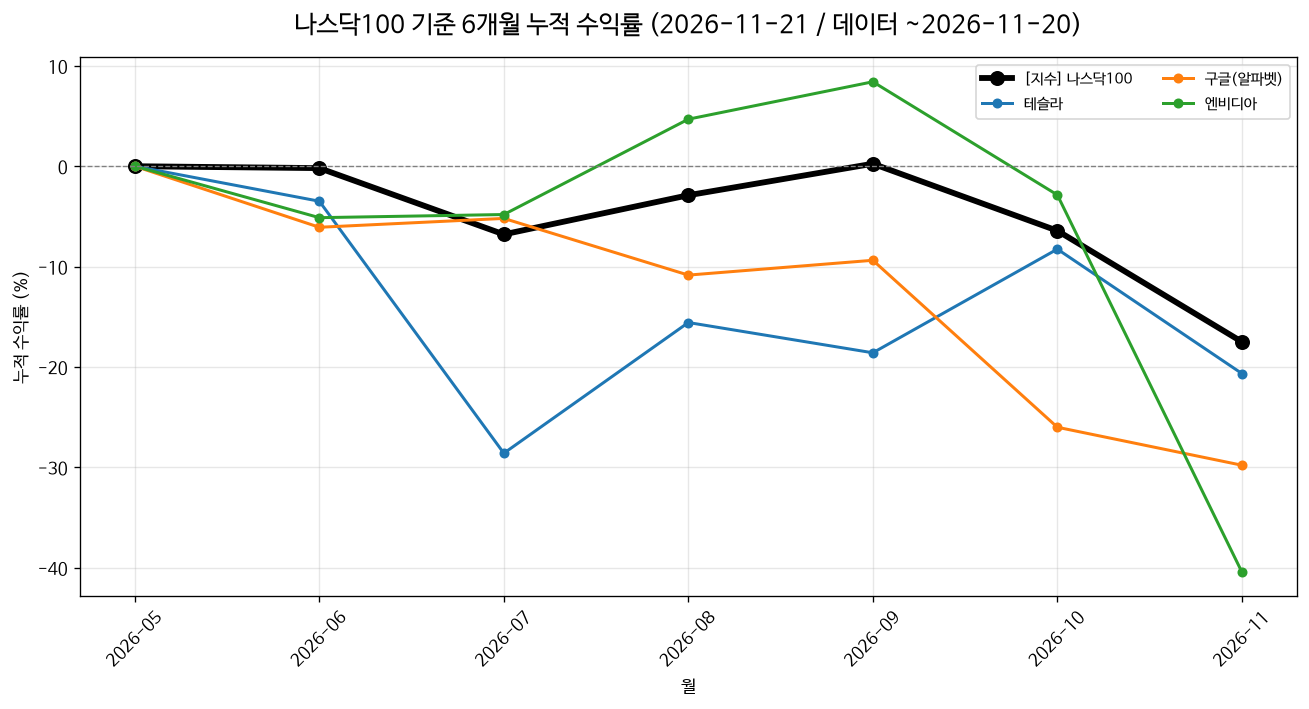 나스닥100 기준 6개월 누적 수익률 (2026-11-21 / 데이터 ~2026-11-20)
[지수] 나스닥100
테슬라
구글(알파벳)
엔비디아
누적 수익률 (%)
10
0
−10
−20
−30
−40
2026-05
2026-06
2026-07
2026-08
2026-09
2026-10
2026-11
월